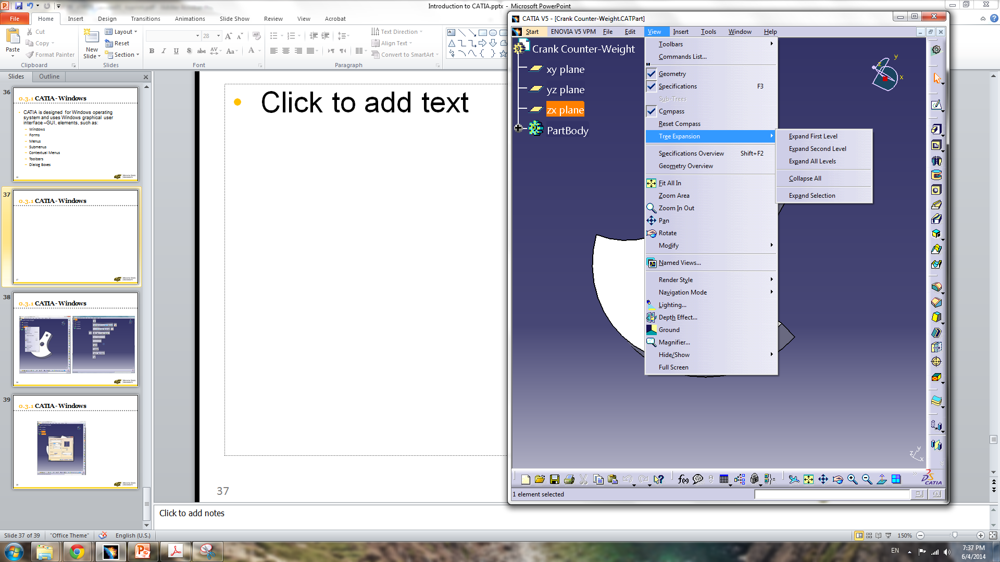 Introduction to CATIA.pptx - Microsoft PowerPoint
File Home Insert Design Transitions Animations Slide Show Review View Acrobat
Paste
Cut
Copy
Format Painter
Clipboard
New Slide
Layout
Reset
Section
Slides
28
B I U S abc AV Aa A
Font
Text Direction
Align Text
Convert to SmartArt
Paragraph
Slides Outline
36
0.3.1 CATIA - Windows
CATIA is designed for Windows operating
system and uses Windows graphical user
interface –GUI, elements, such as:
– Windows
– Forms
– Menus
– Submenus
– Contextual Menus
– Toolbars
– Dialog Boxes
37
0.3.1 CATIA - Windows
38
0.3.1 CATIA - Windows
39
0.3.1 CATIA - Windows
• Click to add text
37
Click to add notes
CATIA V5 - [Crank Counter-Weight.CATPart]
Start ENOVIA V5 VPM File Edit View Insert Tools Window Help
Crank Counter-Weight
xy plane
yz plane
zx plane
PartBody
Toolbars
Commands List...
Geometry
Specifications F3
Sub-Trees
Compass
Reset Compass
Tree Expansion
Specifications Overview Shift+F2
Geometry Overview
Fit All In
Zoom Area
Zoom In Out
Pan
Rotate
Modify
Named Views...
Render Style
Navigation Mode
Lighting...
Depth Effect...
Ground
Magnifier...
Hide/Show
Full Screen
Expand First Level
Expand Second Level
Expand All Levels
Collapse All
Expand Selection
y
z
x
y
z
x
f(x)
CATIA
1 element selected
Slide 37 of 39 "Office Theme" English (U.S.) 150%
EN 7:37 PM
6/4/2014